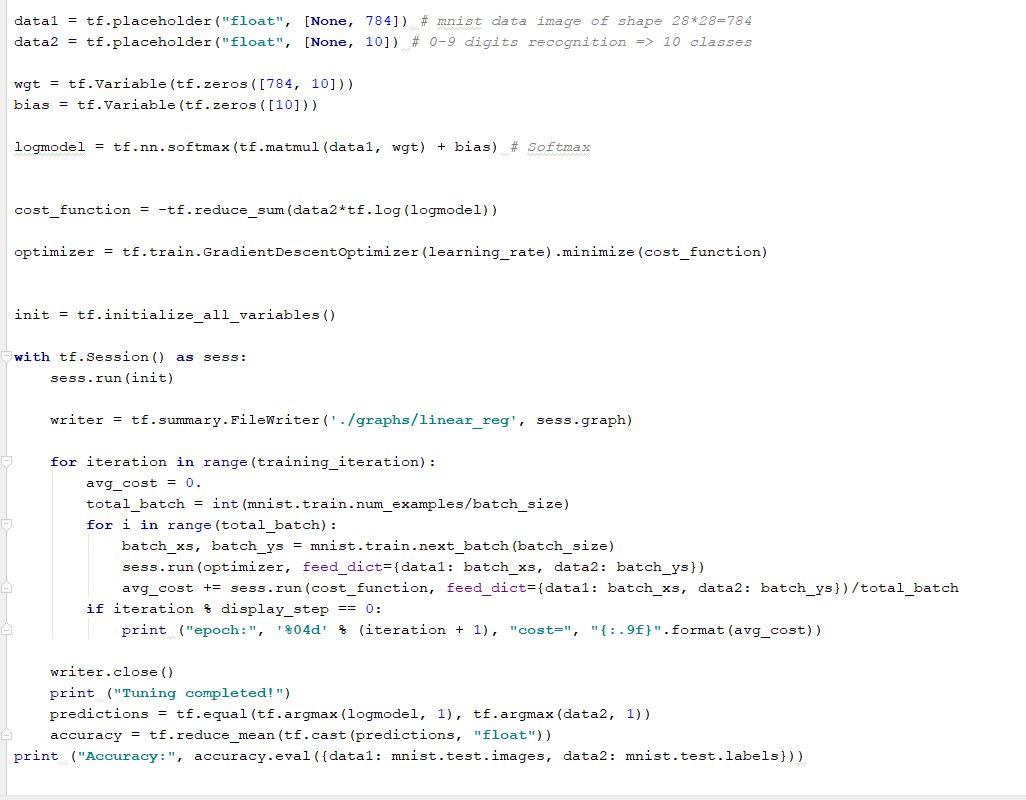 data1 = tf.placeholder("float", [None, 784]) # mnist data image of shape 28*28=784
data2 = tf.placeholder("float", [None, 10]) # 0-9 digits recognition => 10 classes
wgt = tf.Variable(tf.zeros([784, 10]))
bias = tf.Variable(tf.zeros([10]))
logmodel = tf.nn.softmax(tf.matmul(data1, wgt) + bias) # Softmax
cost_function = -tf.reduce_sum(data2*tf.log(logmodel))
optimizer = tf.train.GradientDescentOptimizer(learning_rate).minimize(cost_function)
init = tf.initialize_all_variables()
with tf.Session() as sess:
    sess.run(init)
    writer = tf.summary.FileWriter('./graphs/linear_reg', sess.graph)
    for iteration in range(training_iteration):
        avg_cost = 0.
        total_batch = int(mnist.train.num_examples/batch_size)
        for i in range(total_batch):
            batch_xs, batch_ys = mnist.train.next_batch(batch_size)
            sess.run(optimizer, feed_dict={data1: batch_xs, data2: batch_ys})
            avg_cost += sess.run(cost_function, feed_dict={data1: batch_xs, data2: batch_ys})/total_batch
        if iteration % display_step == 0:
            print ("epoch:", '%04d' % (iteration + 1), "cost=", "{:.9f}".format(avg_cost))
    writer.close()
    print ("Tuning completed!")
    predictions = tf.equal(tf.argmax(logmodel, 1), tf.argmax(data2, 1))
    accuracy = tf.reduce_mean(tf.cast(predictions, "float"))
print ("Accuracy:", accuracy.eval({data1: mnist.test.images, data2: mnist.test.labels}))